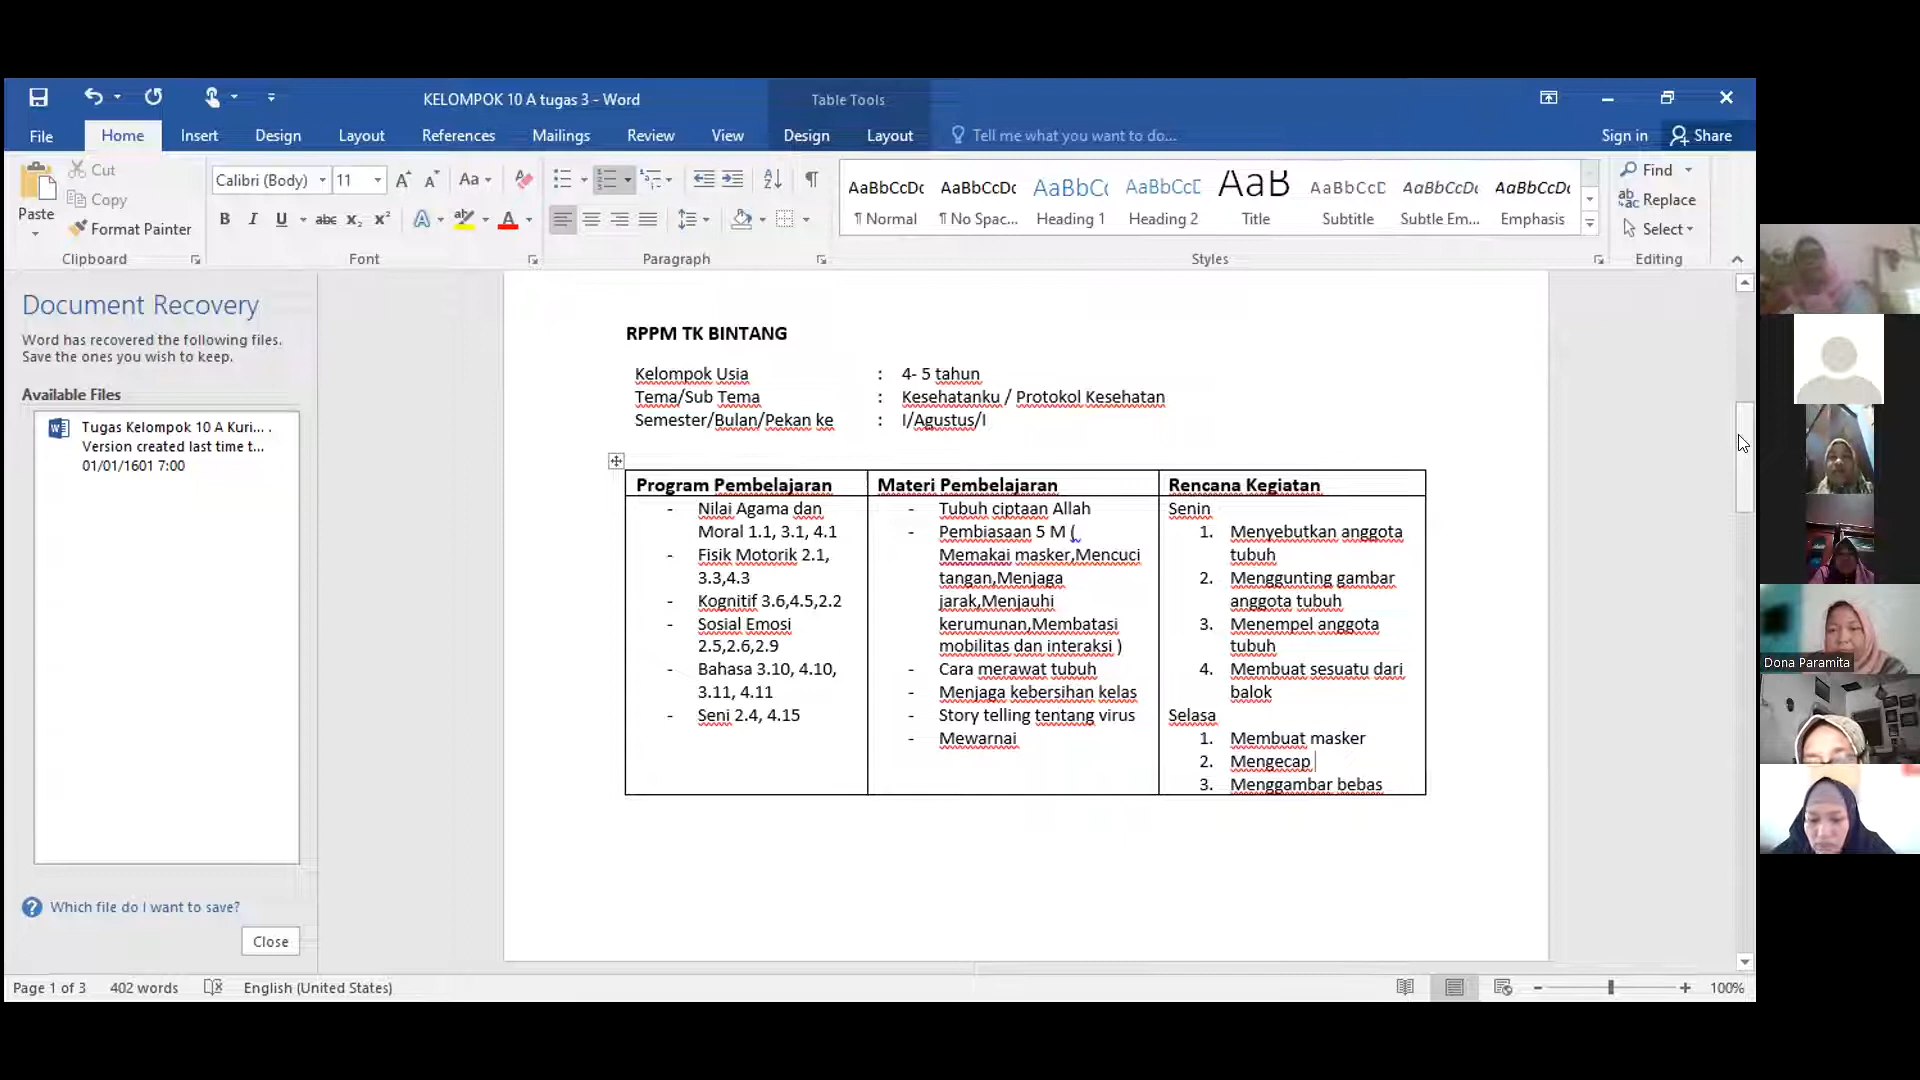 KELOMPOK 10 A tugas 3 - Word
Table Tools
File
Home
Insert
Design
Layout
References
Mailings
Review
View
Design
Layout
Tell me what you want to do...
Sign in
Share
Paste
Cut
Copy
Format Painter
Clipboard
Calibri (Body)
11
Aa
B I U abc x₂ x²
A
Font
Paragraph
AaBbCcDc
AaBbCcDc
AaBbC(
AaBbCcE
AaB
AaBbCcD
AaBbCcDc
AaBbCcDc
¶ Normal
¶ No Spac...
Heading 1
Heading 2
Title
Subtitle
Subtle Em...
Emphasis
Styles
Find
Replace
Select
Editing
Document Recovery
Word has recovered the following files.
Save the ones you wish to keep.
Available Files
Tugas Kelompok 10 A Kuri... .
Version created last time t...
01/01/1601 7:00
Which file do I want to save?
Close
RPPM TK BINTANG
Kelompok Usia : 4- 5 tahun
Tema/Sub Tema : Kesehatanku / Protokol Kesehatan
Semester/Bulan/Pekan ke : I/Agustus/I
Program Pembelajaran
- Nilai Agama dan
Moral 1.1, 3.1, 4.1
- Fisik Motorik 2.1,
3.3,4.3
- Kognitif 3.6,4.5,2.2
- Sosial Emosi
2.5,2.6,2.9
- Bahasa 3.10, 4.10,
3.11, 4.11
- Seni 2.4, 4.15
Materi Pembelajaran
- Tubuh ciptaan Allah
- Pembiasaan 5 M (
Memakai masker,Mencuci
tangan,Menjaga
jarak,Menjauhi
kerumunan,Membatasi
mobilitas dan interaksi )
- Cara merawat tubuh
- Menjaga kebersihan kelas
- Story telling tentang virus
- Mewarnai
Rencana Kegiatan
Senin
1. Menyebutkan anggota
tubuh
2. Menggunting gambar
anggota tubuh
3. Menempel anggota
tubuh
4. Membuat sesuatu dari
balok
Selasa
1. Membuat masker
2. Mengecap
3. Menggambar bebas
Dona Paramita
Page 1 of 3
402 words
English (United States)
100%